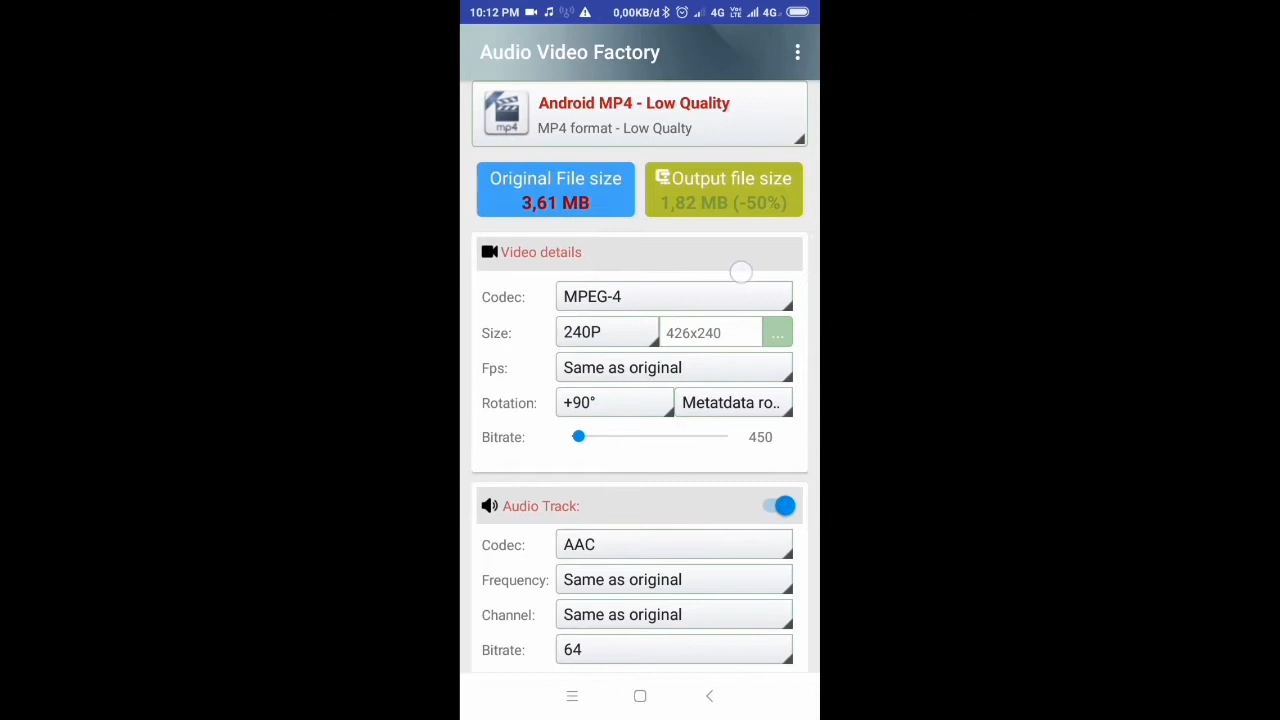 10:12 PM 0,00KB/d 4G Vo) LTE 4G
Audio Video Factory
mp4
Android MP4 - Low Quality
MP4 format - Low Qualty
Original File size
3,61 MB
Output file size
1,82 MB (-50%)
Video details
Codec: MPEG-4
Size: 240P 426x240 ...
Fps: Same as original
Rotation: +90° Metatdata ro..
Bitrate: 450
Audio Track:
Codec: AAC
Frequency: Same as original
Channel: Same as original
Bitrate: 64